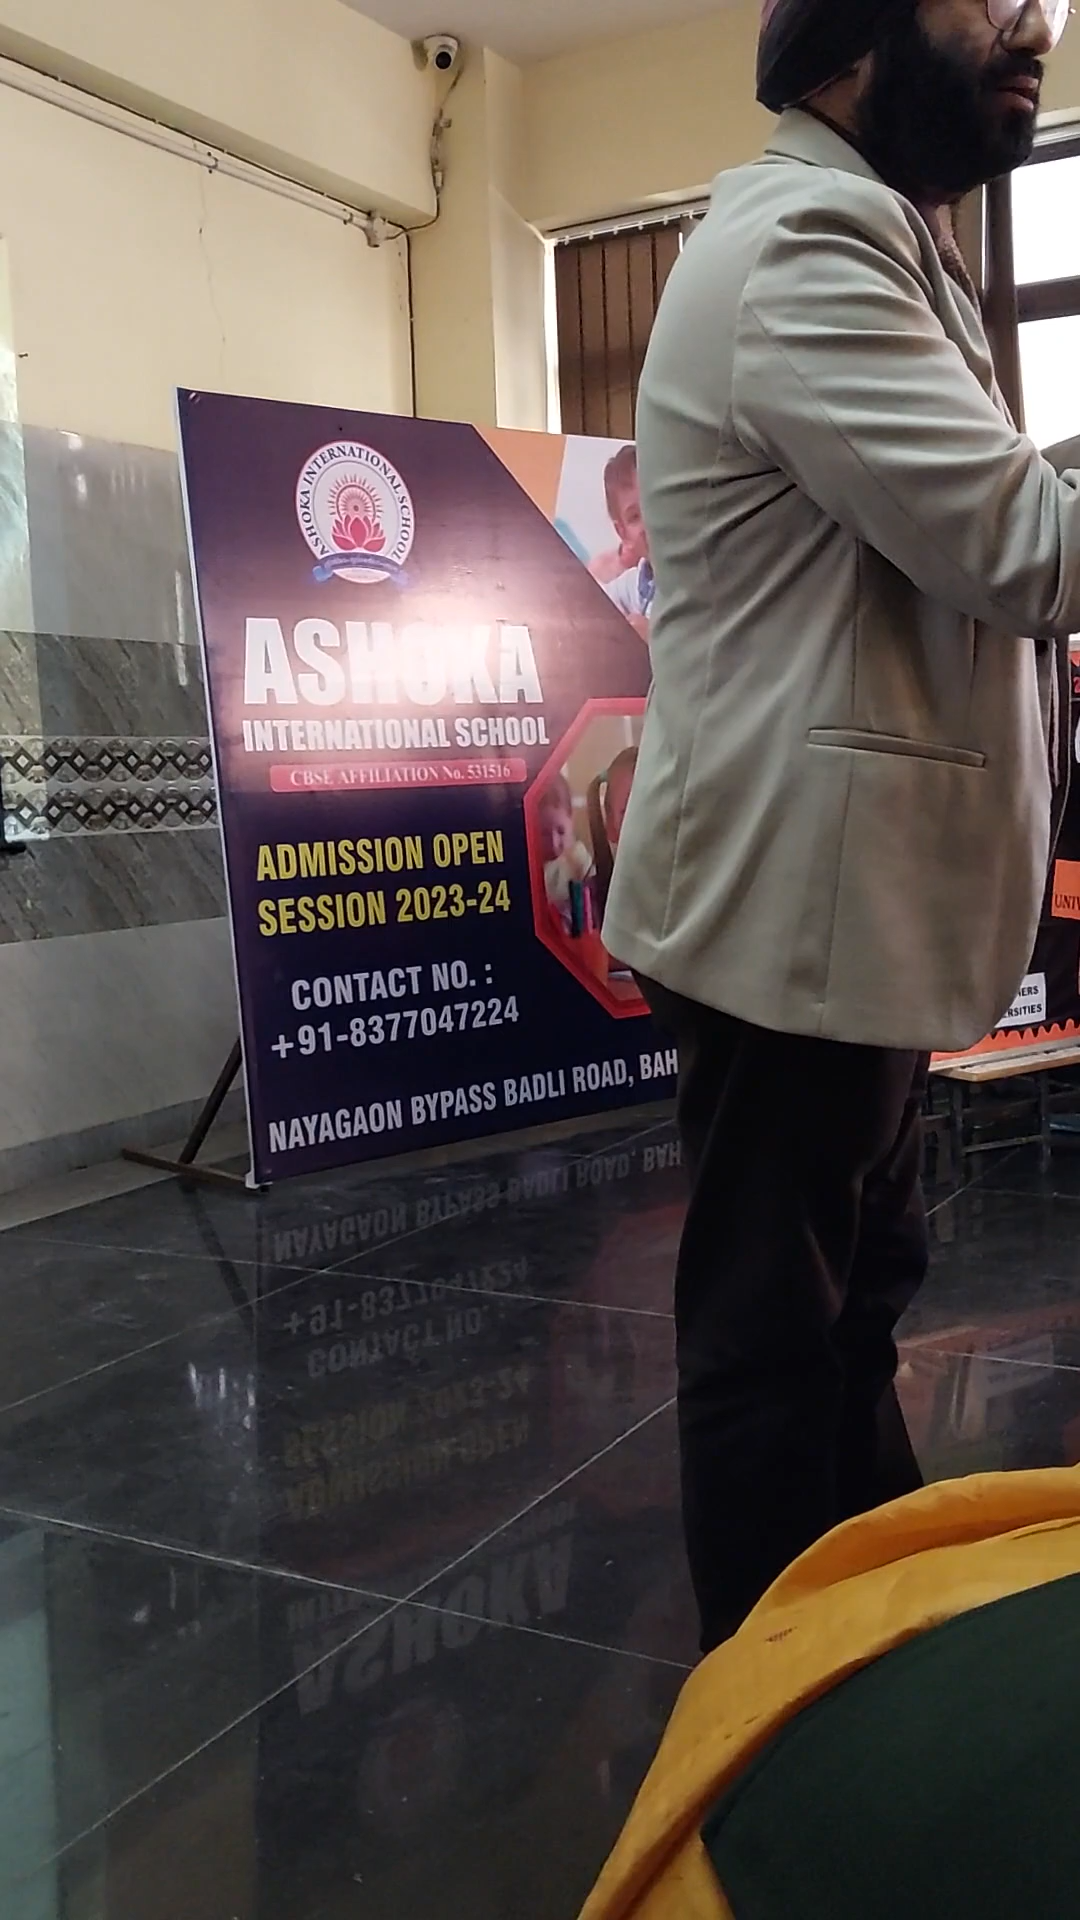 ASHOKA INTERNATIONAL SCHOOL
ASHOKA
INTERNATIONAL SCHOOL
CBSE AFFILIATION No. 531516
ADMISSION OPEN
SESSION 2023-24
CONTACT NO. :
+91-8377047224
NAYAGAON BYPASS BADLI ROAD, BAH
UNIV